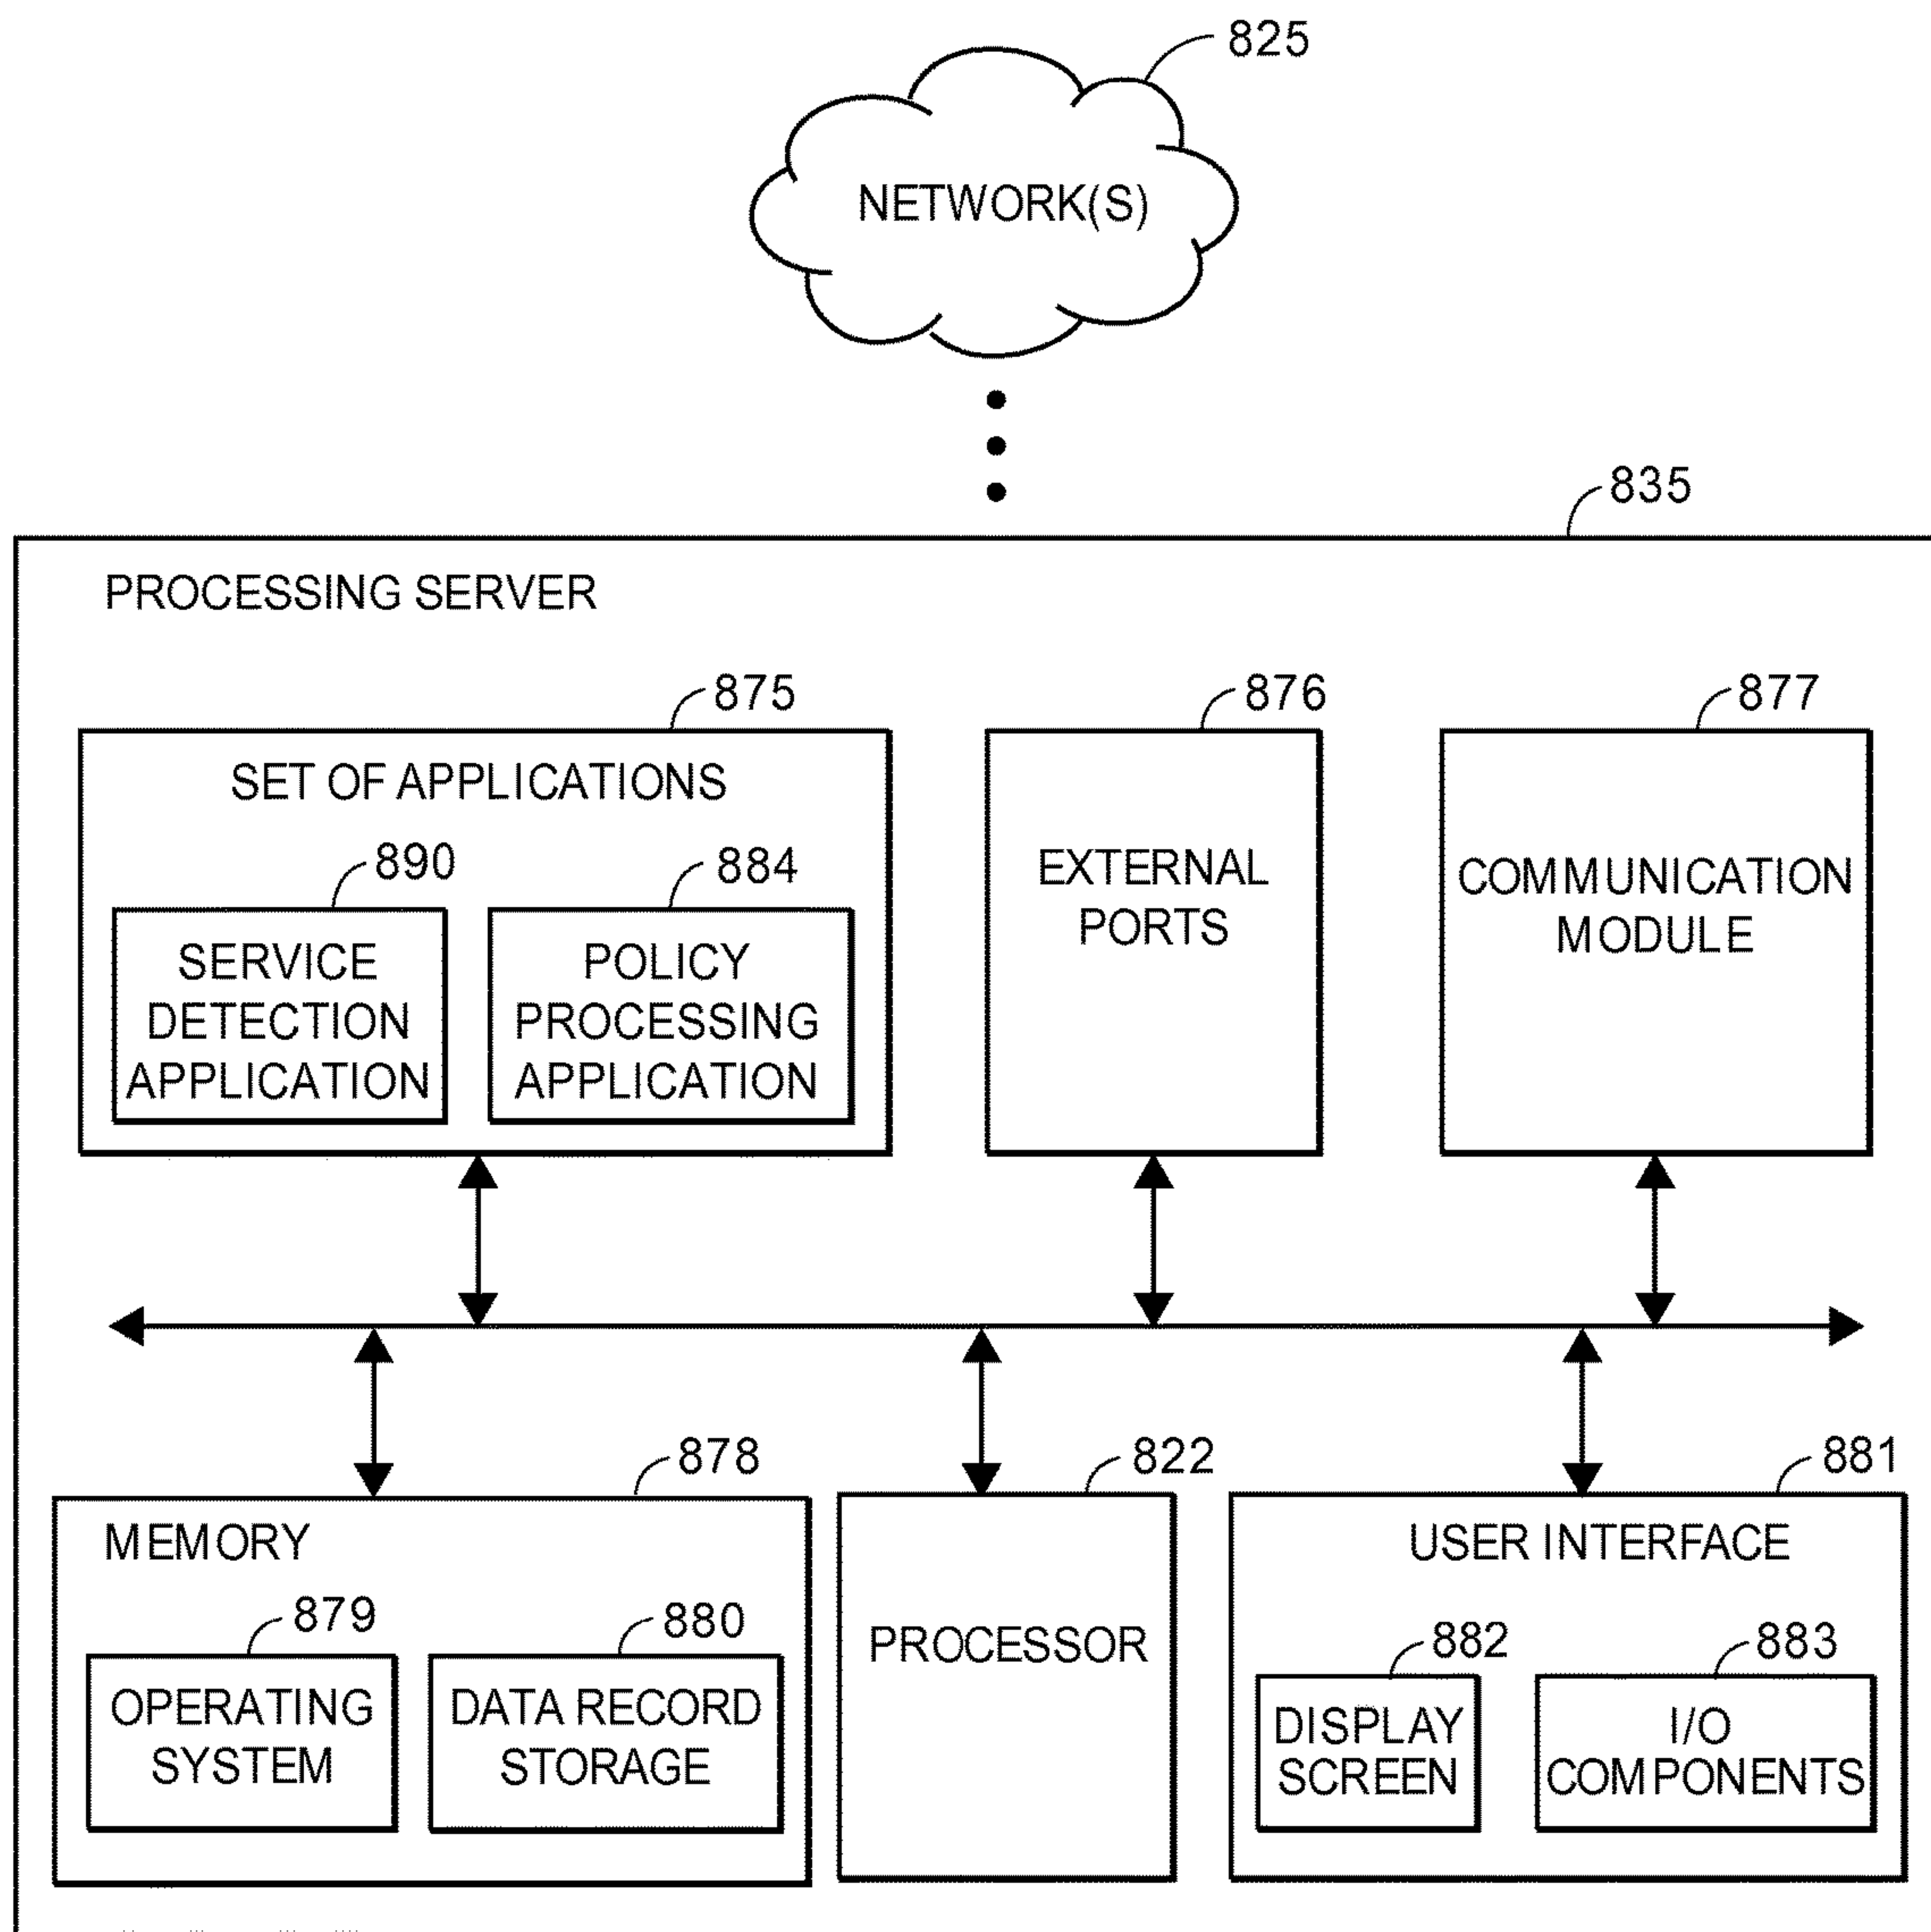 825
NETWORK(S)
835
PROCESSING SERVER
875
SET OF APPLICATIONS
890
SERVICE
DETECTION
APPLICATION
884
POLICY
PROCESSING
APPLICATION
876
EXTERNAL
PORTS
877
COMMUNICATION
MODULE
878
MEMORY
879
OPERATING
SYSTEM
880
DATA RECORD
STORAGE
822
PROCESSOR
881
USER INTERFACE
882
DISPLAY
SCREEN
883
I/O
COMPONENTS